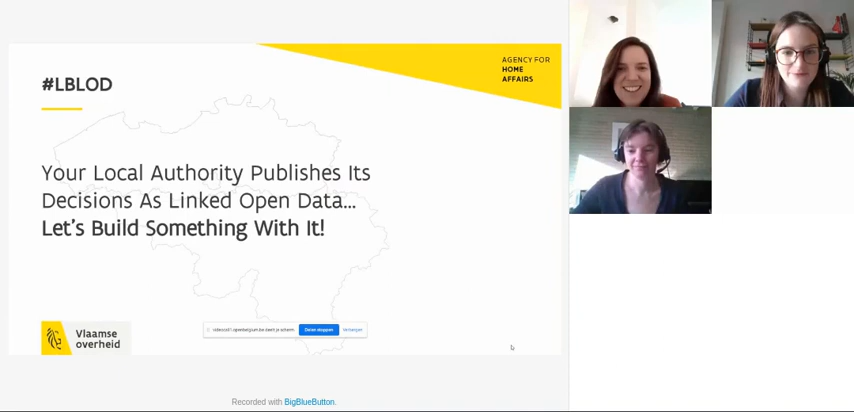 #LBLOD
AGENCY FOR
HOME
AFFAIRS
Your Local Authority Publishes Its
Decisions As Linked Open Data...
Let's Build Something With It!
Vlaamse
overheid
Delen stoppen
Verbergen
Recorded with BigBlueButton.